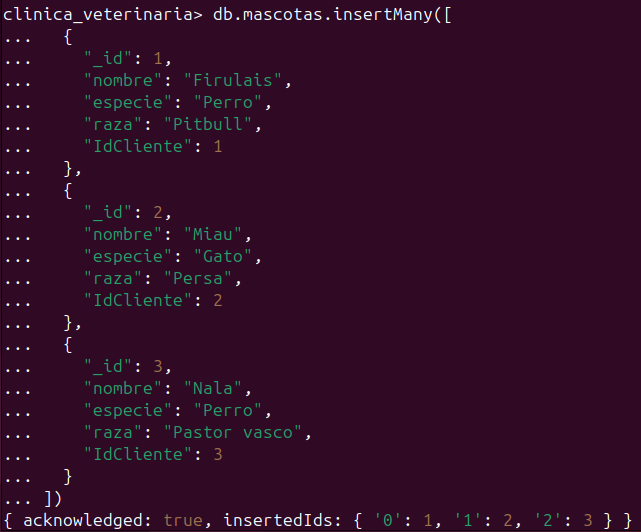 clinica_veterinaria> db.mascotas.insertMany([
...   {
...     "_id": 1,
...     "nombre": "Firulais",
...     "especie": "Perro",
...     "raza": "Pitbull",
...     "IdCliente": 1
...   },
...   {
...     "_id": 2,
...     "nombre": "Miau",
...     "especie": "Gato",
...     "raza": "Persa",
...     "IdCliente": 2
...   },
...   {
...     "_id": 3,
...     "nombre": "Nala",
...     "especie": "Perro",
...     "raza": "Pastor vasco",
...     "IdCliente": 3
...   }
... ])
{ acknowledged: true, insertedIds: { '0': 1, '1': 2, '2': 3 } }